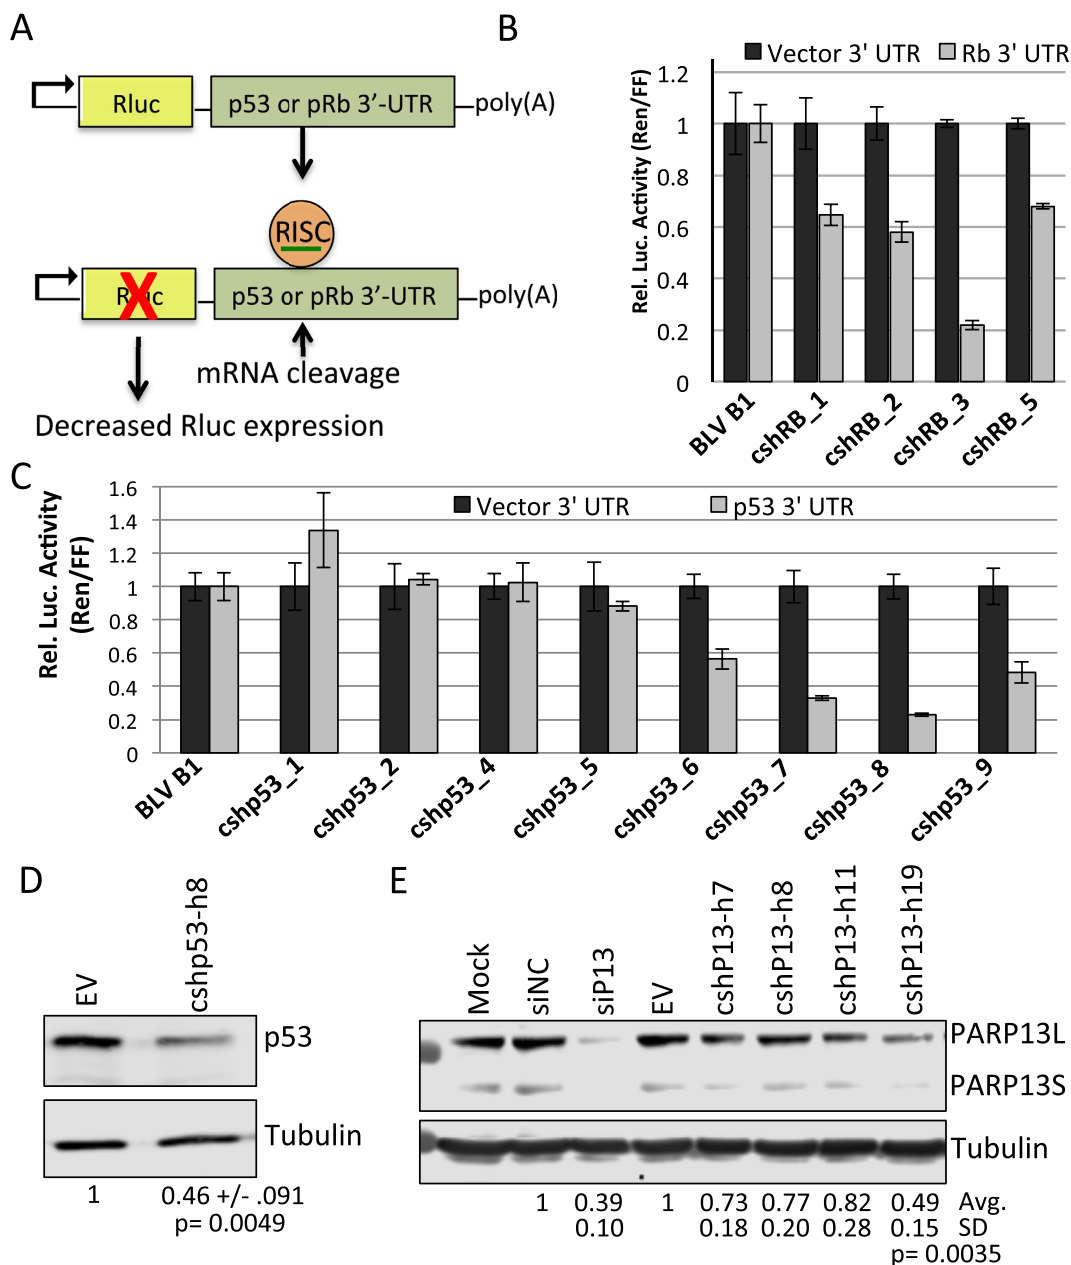 A
Rluc
p53 or pRb 3’-UTR
poly(A)
RISC
Rluc
p53 or pRb 3’-UTR
poly(A)
mRNA cleavage
Decreased Rluc expression
B
Vector 3' UTR
Rb 3' UTR
Rel. Luc. Activity (Ren/FF)
1.2
1
0.8
0.6
0.4
0.2
0
BLV B1
cshRB_1
cshRB_2
cshRB_3
cshRB_5
C
Vector 3' UTR
p53 3' UTR
Rel. Luc. Activity
(Ren/FF)
1.6
1.4
1.2
1
0.8
0.6
0.4
0.2
0
BLV B1
cshp53_1
cshp53_2
cshp53_4
cshp53_5
cshp53_6
cshp53_7
cshp53_8
cshp53_9
D
EV
cshp53-h8
p53
Tubulin
1 0.46 +/- .091
p= 0.0049
E
Mock
siNC
siP13
EV
cshP13-h7
cshP13-h8
cshP13-h11
cshP13-h19
PARP13L
PARP13S
Tubulin
1 0.39 1 0.73 0.77 0.82 0.49 Avg.
0.10 0.18 0.20 0.28 0.15 SD
p= 0.0035